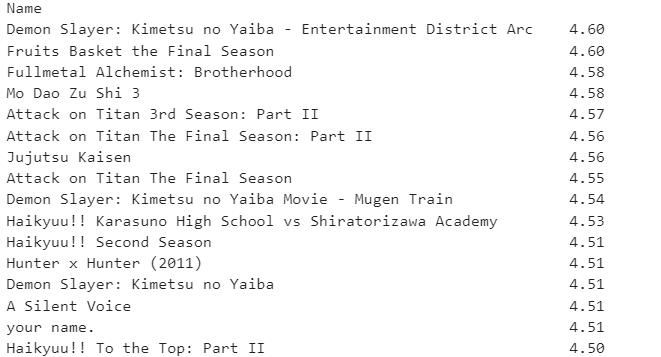 Name
Demon Slayer: Kimetsu no Yaiba - Entertainment District Arc 4.60
Fruits Basket the Final Season 4.60
Fullmetal Alchemist: Brotherhood 4.58
Mo Dao Zu Shi 3 4.58
Attack on Titan 3rd Season: Part II 4.57
Attack on Titan The Final Season: Part II 4.56
Jujutsu Kaisen 4.56
Attack on Titan The Final Season 4.55
Demon Slayer: Kimetsu no Yaiba Movie - Mugen Train 4.54
Haikyuu!! Karasuno High School vs Shiratorizawa Academy 4.53
Haikyuu!! Second Season 4.51
Hunter x Hunter (2011) 4.51
Demon Slayer: Kimetsu no Yaiba 4.51
A Silent Voice 4.51
your name. 4.51
Haikyuu!! To the Top: Part II 4.50